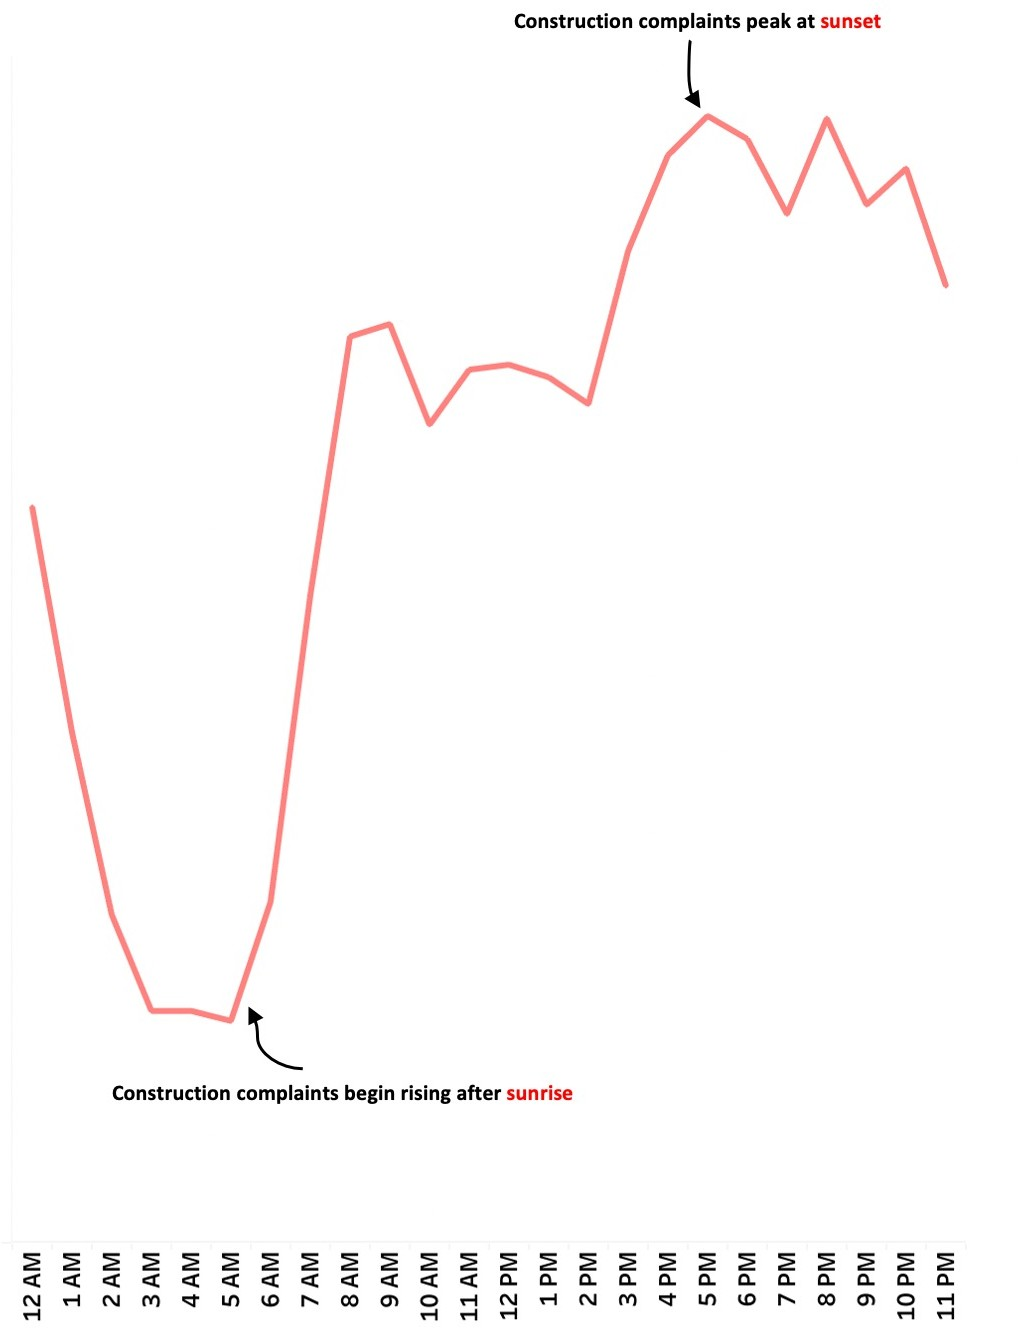 Construction complaints peak at sunset
Construction complaints begin rising after sunrise
12 AM
1 AM
2 AM
3 AM
4 AM
5 AM
6 AM
7 AM
8 AM
9 AM
10 AM
11 AM
12 PM
1 PM
2 PM
3 PM
4 PM
5 PM
6 PM
7 PM
8 PM
9 PM
10 PM
11 PM